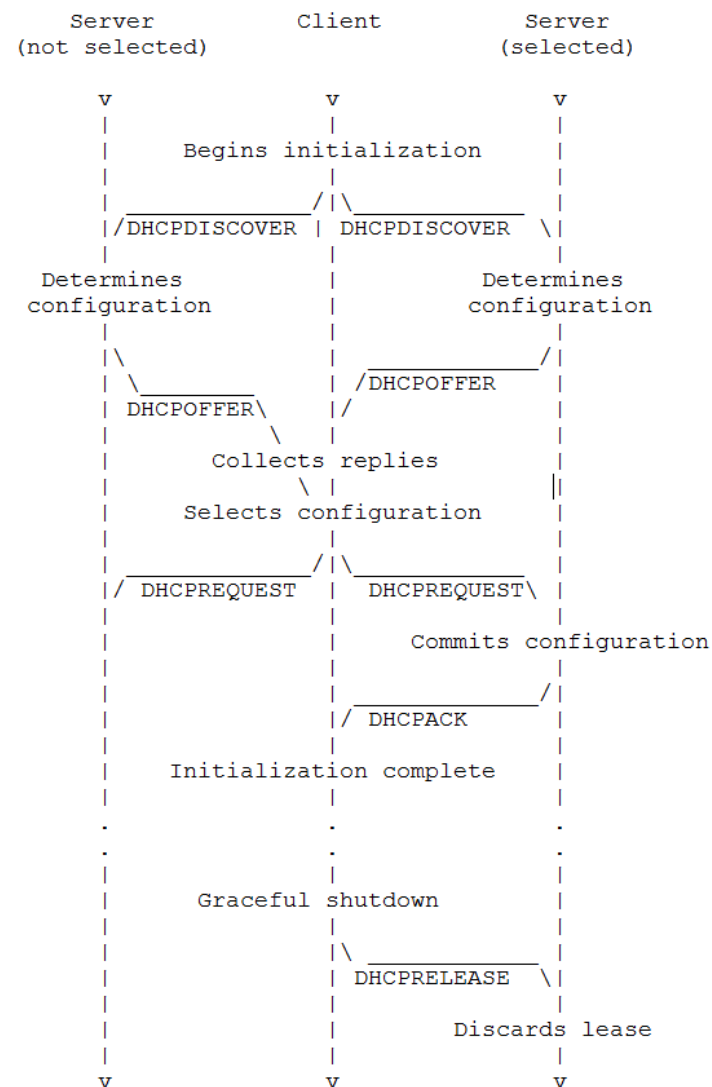 Server Client Server
(not selected) (selected)
v v v
Begins initialization
DHCPDISCOVER DHCPDISCOVER
Determines Determines
configuration configuration
DHCPOFFER
DHCPOFFER
Collects replies
Selects configuration
DHCPREQUEST DHCPREQUEST
Commits configuration
DHCPACK
Initialization complete
. . .
. . .
Graceful shutdown
DHCPRELEASE
Discards lease
v v v